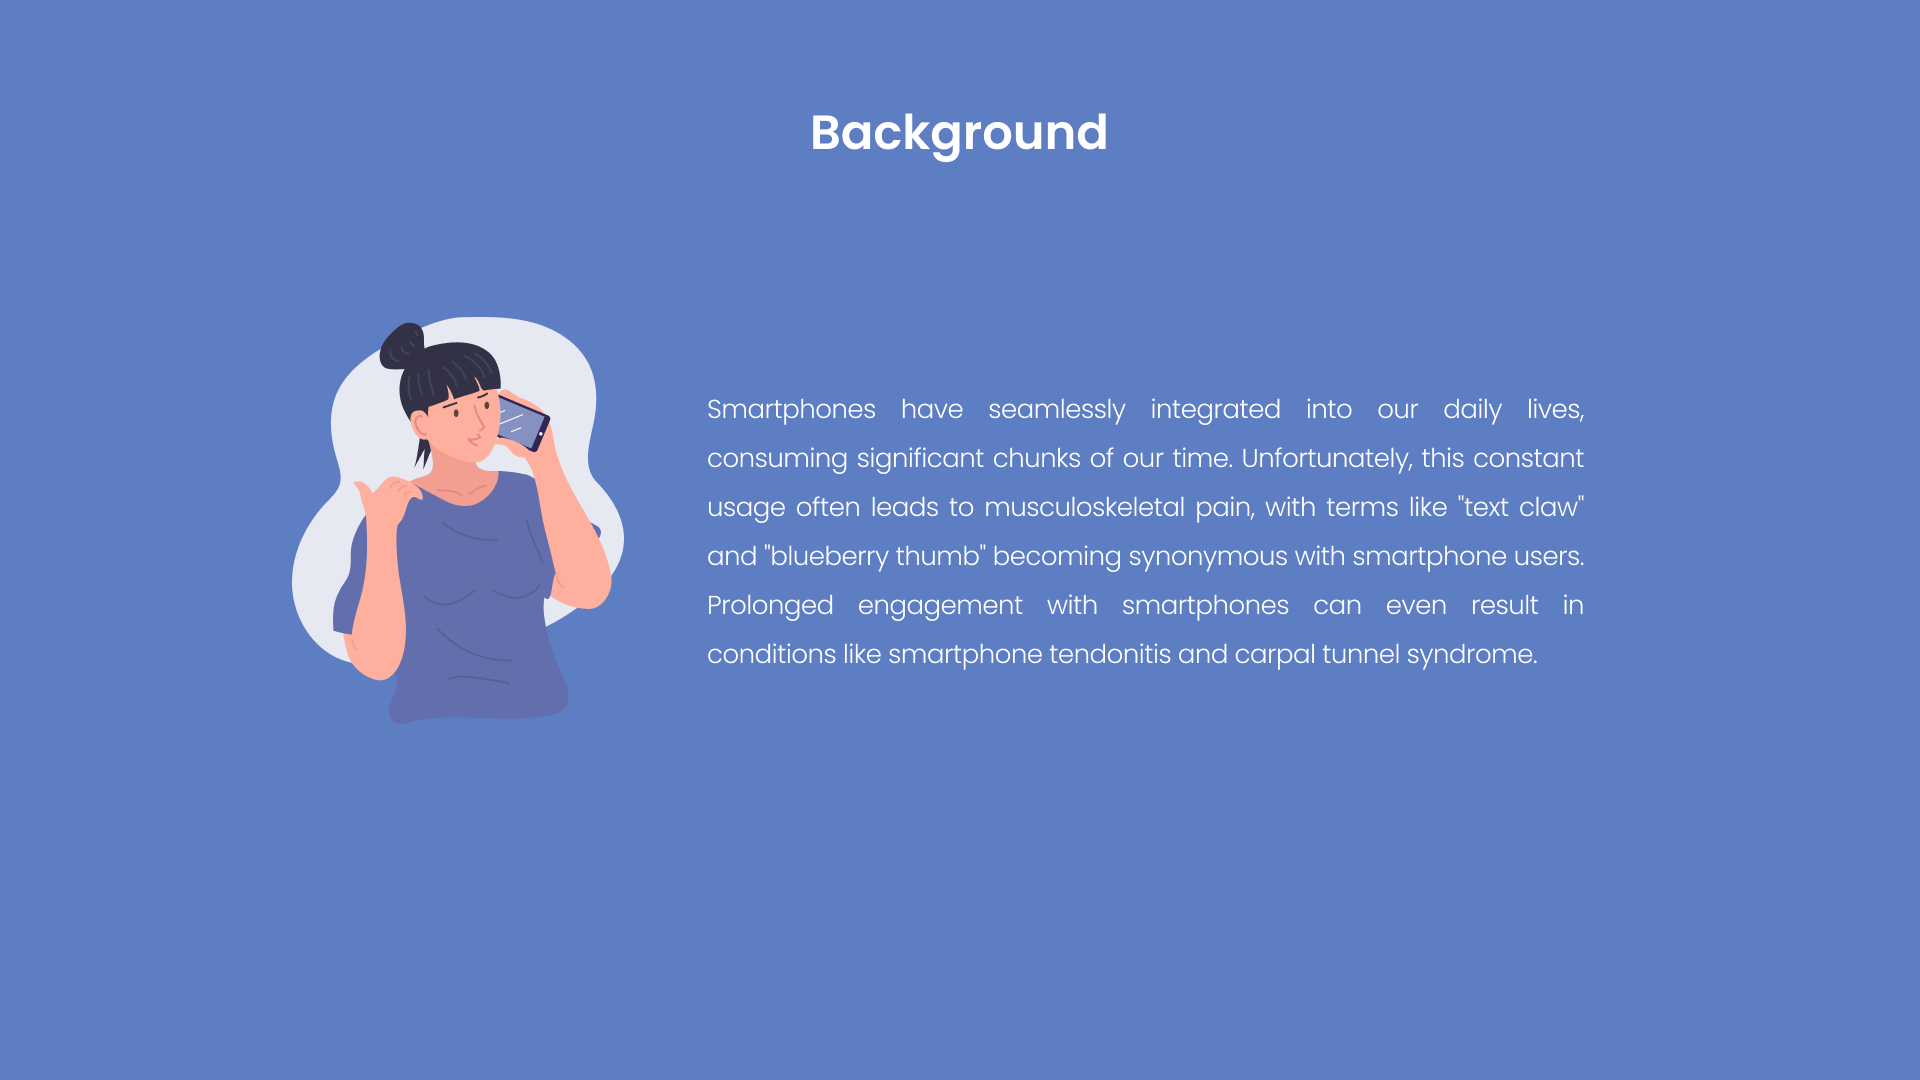 Background
Smartphones have seamlessly integrated into our daily lives,
consuming significant chunks of our time. Unfortunately, this constant
usage often leads to musculoskeletal pain, with terms like "text claw"
and "blueberry thumb" becoming synonymous with smartphone users.
Prolonged engagement with smartphones can even result in
conditions like smartphone tendonitis and carpal tunnel syndrome.